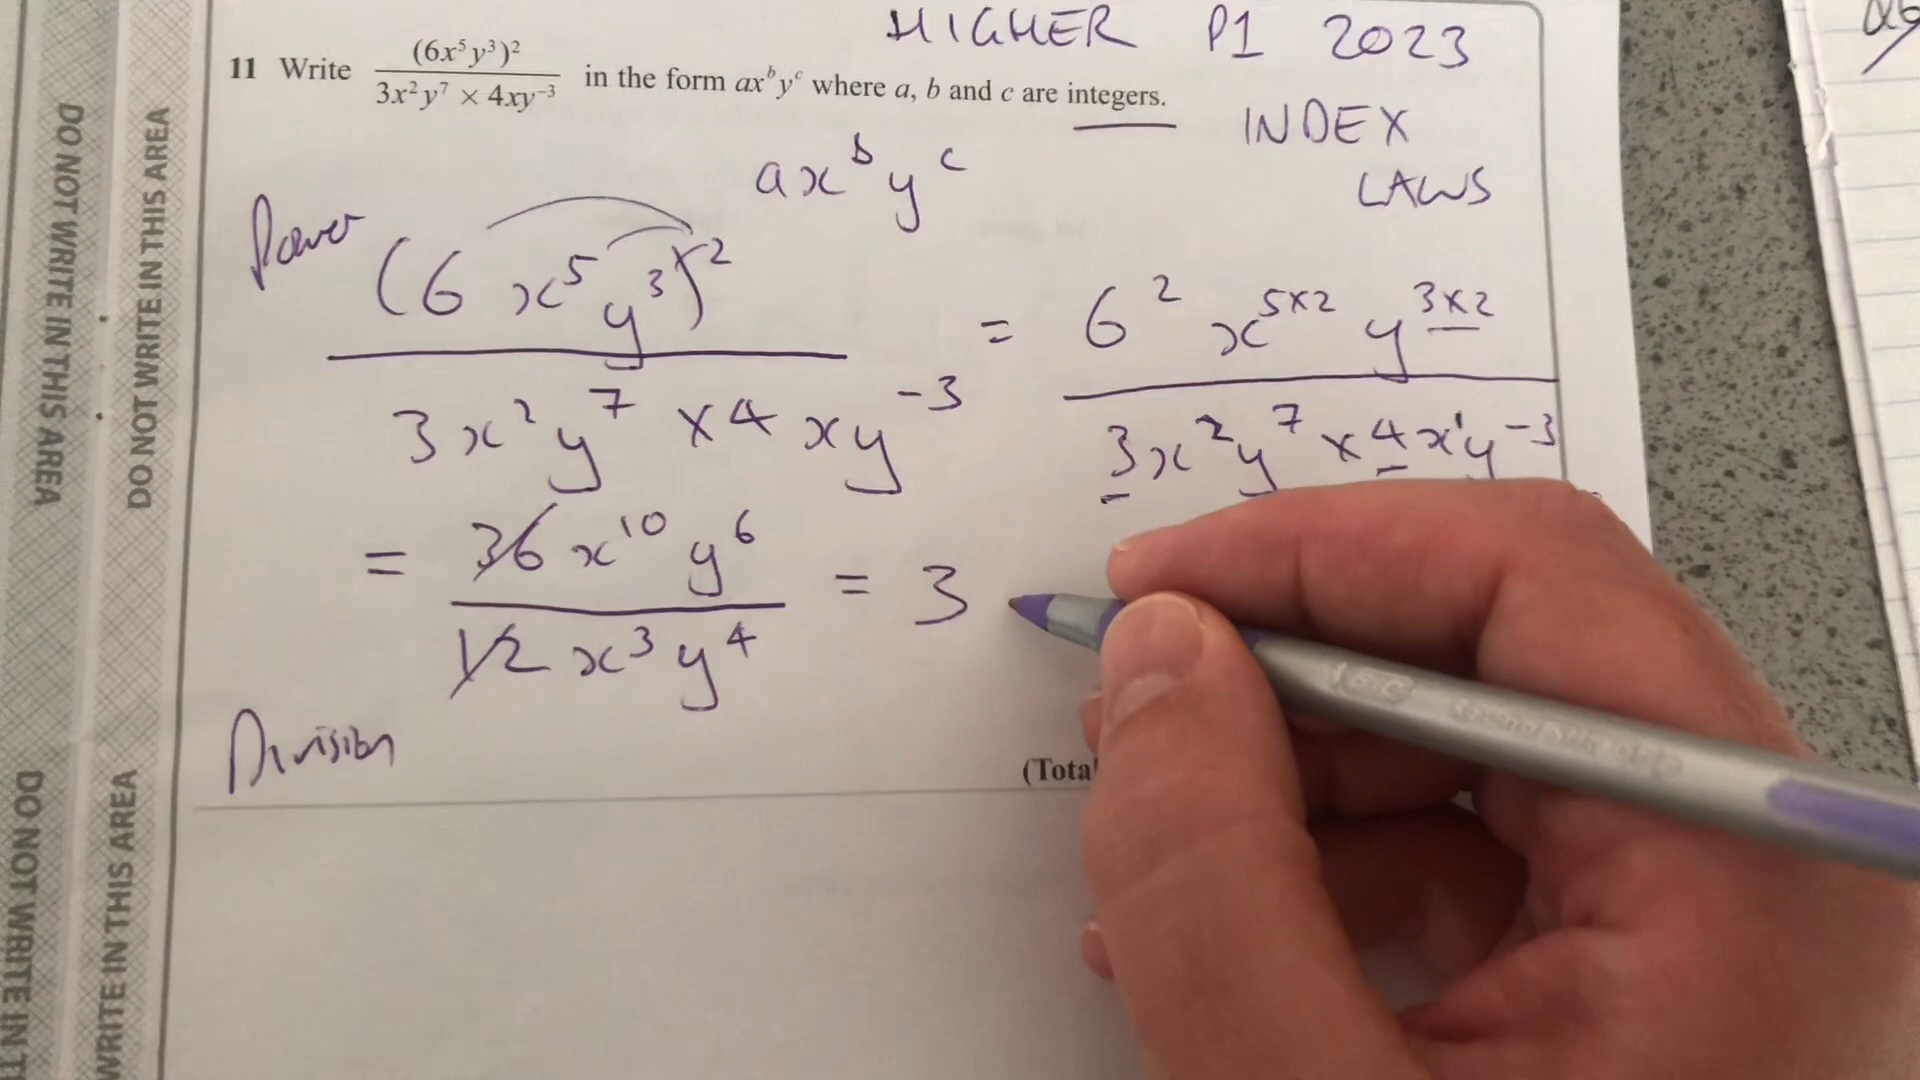 HIGHER P1 2023
11 Write (6x⁵y³)² / 3x²y⁷ × 4xy⁻³ in the form axᵇyᶜ where a, b and c are integers.
INDEX
LAWS
axᵇyᶜ
Power
(6x⁵y³)² / 3x²y⁷ × 4xy⁻³ = 6² x⁵ˣ² y³ˣ² / 3x²y⁷ × 4x¹y⁻³
= 36x¹⁰y⁶ / 12x³y⁴ = 3
Division
(Total
DO NOT WRITE IN THIS AREA
DO NOT WRITE IN THIS AREA
DO NOT WRITE IN T
WRITE IN THIS AREA